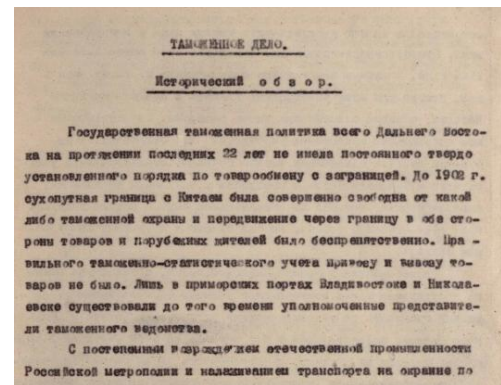 ТАМОЖЕННОЕ ДЕЛО.
Исторический обзор.
Государственная таможенная политика всего Дальнего Восто-
ка на протяжении последних 22 лет не имела постоянного твердо
установленного порядка по товарообмену с заграницей. До 1902 г.
сухопутная граница с Китаем была совершенно свободна от какой
либо таможенной охраны и передвижение через границу в обе сто-
роны товаров и порубежных жителей было беспрепятственно. Пра-
вильного таможенно-статистического учета привозу и вывозу то-
варов не было. Лишь в приморских портах Владивостоке и Никола-
евске существовали до того времени уполномоченные представите-
ли таможенного ведомства.
С постепенным возрождением отечественной промышленности
Российской метрополии и налаживанием транспорта на окраине по